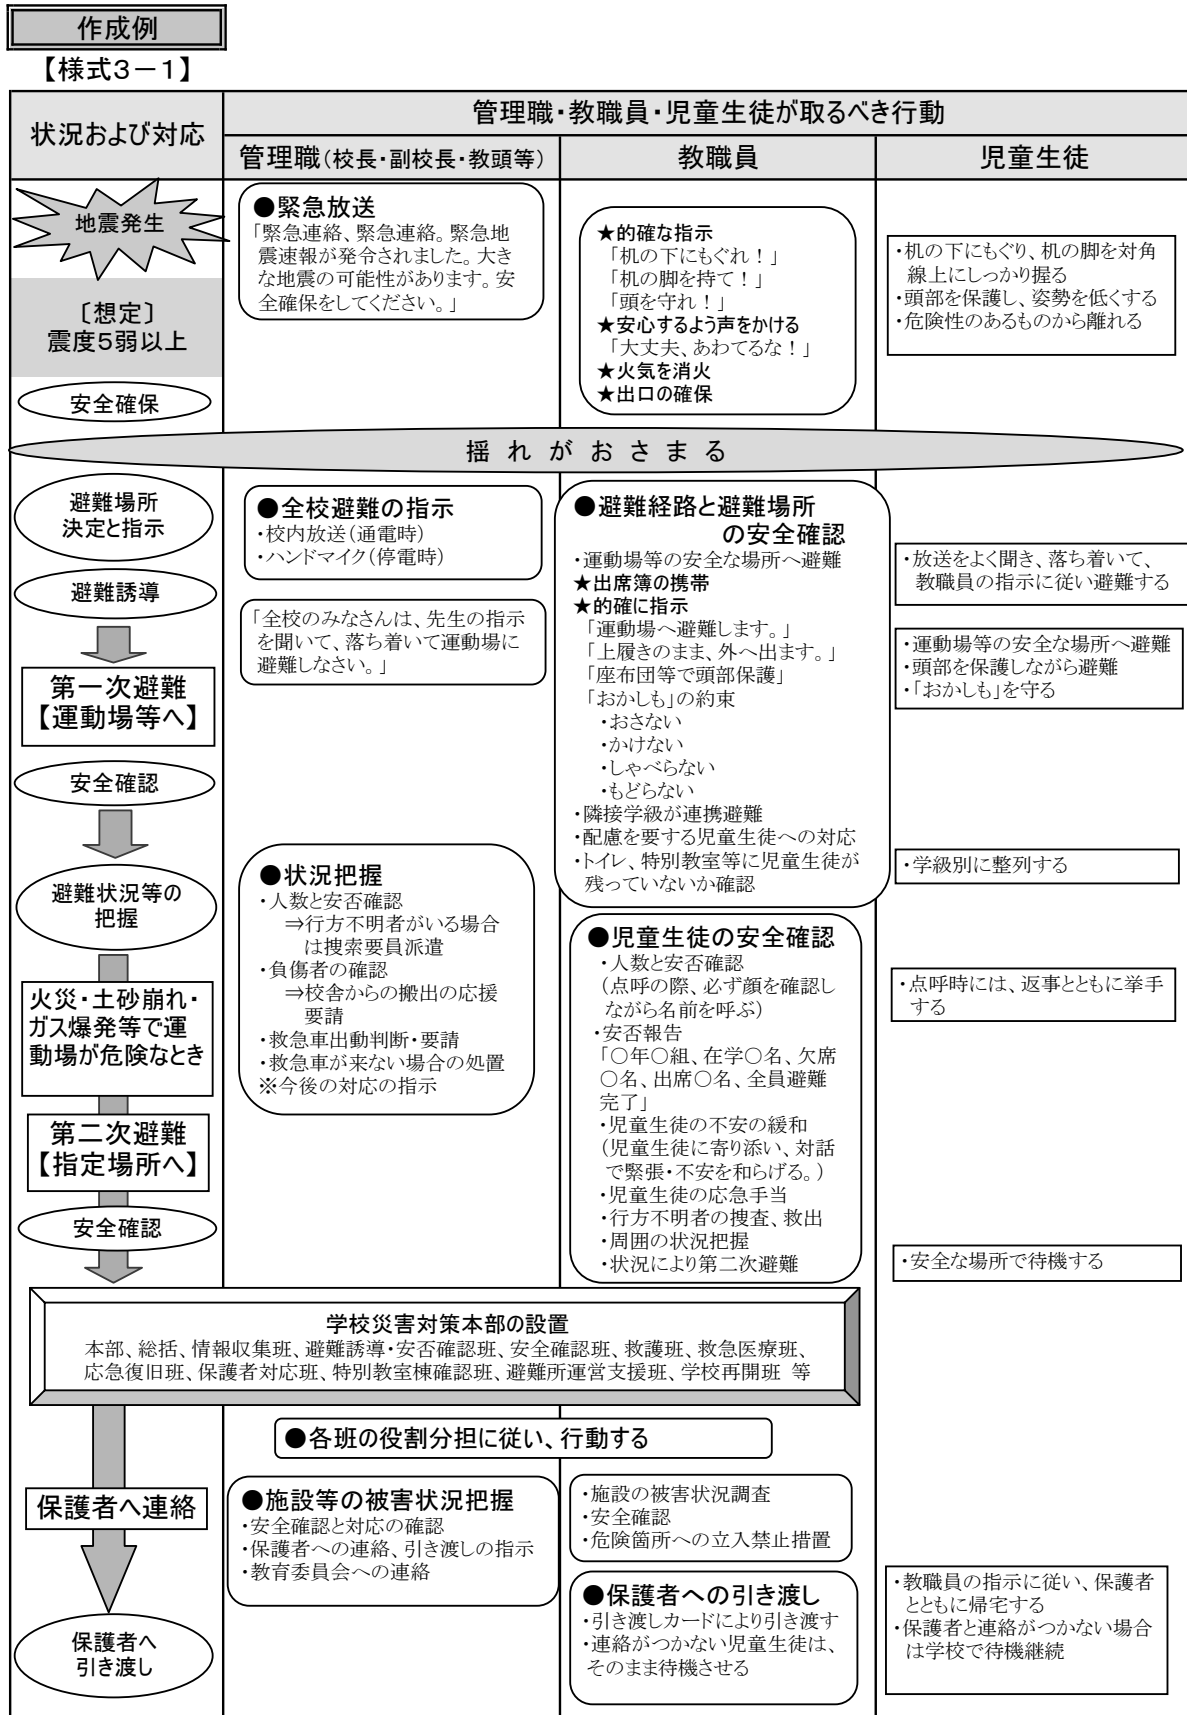 作成例
【様式3－1】
状況および対応
管理職・教職員・児童生徒が取るべき行動
管理職（校長・副校長・教頭等）
教職員
児童生徒
地震発生
〔想定〕
震度5弱以上
安全確保
●緊急放送
「緊急連絡、緊急連絡。緊急地
震速報が発令されました。大き
な地震の可能性があります。安
全確保をしてください。」
★的確な指示
「机の下にもぐれ！」
「机の脚を持て！」
「頭を守れ！」
★安心するよう声をかける
「大丈夫、あわてるな！」
★火気を消火
★出口の確保
・机の下にもぐり、机の脚を対角
線上にしっかり握る
・頭部を保護し、姿勢を低くする
・危険性のあるものから離れる
揺れがおさまる
避難場所
決定と指示
避難誘導
第一次避難
【運動場等へ】
安全確認
避難状況等の
把握
火災・土砂崩れ・
ガス爆発等で運
動場が危険なとき
第二次避難
【指定場所へ】
安全確認
●全校避難の指示
・校内放送（通電時）
・ハンドマイク（停電時）
「全校のみなさんは、先生の指示
を聞いて、落ち着いて運動場に
避難しなさい。」
●状況把握
・人数と安否確認
⇒行方不明者がいる場合
は捜索要員派遣
・負傷者の確認
⇒校舎からの搬出の応援
要請
・救急車出動判断・要請
・救急車が来ない場合の処置
※今後の対応の指示
●避難経路と避難場所
の安全確認
・運動場等の安全な場所へ避難
★出席簿の携帯
★的確に指示
「運動場へ避難します。」
「上履きのまま、外へ出ます。」
「座布団等で頭部保護」
「おかしも」の約束
・おさない
・かけない
・しゃべらない
・もどらない
・隣接学級が連携避難
・配慮を要する児童生徒への対応
・トイレ、特別教室等に児童生徒が
残っていないか確認
●児童生徒の安全確認
・人数と安否確認
（点呼の際、必ず顔を確認し
ながら名前を呼ぶ）
・安否報告
「○年○組、在学○名、欠席
○名、出席○名、全員避難
完了」
・児童生徒の不安の緩和
（児童生徒に寄り添い、対話
で緊張・不安を和らげる。）
・児童生徒の応急手当
・行方不明者の捜査、救出
・周囲の状況把握
・状況により第二次避難
・放送をよく聞き、落ち着いて、
教職員の指示に従い避難する
・運動場等の安全な場所へ避難
・頭部を保護しながら避難
・「おかしも」を守る
・学級別に整列する
・点呼時には、返事とともに挙手
する
・安全な場所で待機する
学校災害対策本部の設置
本部、総括、情報収集班、避難誘導・安否確認班、安全確認班、救護班、救急医療班、
応急復旧班、保護者対応班、特別教室棟確認班、避難所運営支援班、学校再開班 等
●各班の役割分担に従い、行動する
保護者へ連絡
保護者へ
引き渡し
●施設等の被害状況把握
・安全確認と対応の確認
・保護者への連絡、引き渡しの指示
・教育委員会への連絡
・施設の被害状況調査
・安全確認
・危険箇所への立入禁止措置
●保護者への引き渡し
・引き渡しカードにより引き渡す
・連絡がつかない児童生徒は、
そのまま待機させる
・教職員の指示に従い、保護者
とともに帰宅する
・保護者と連絡がつかない場合
は学校で待機継続